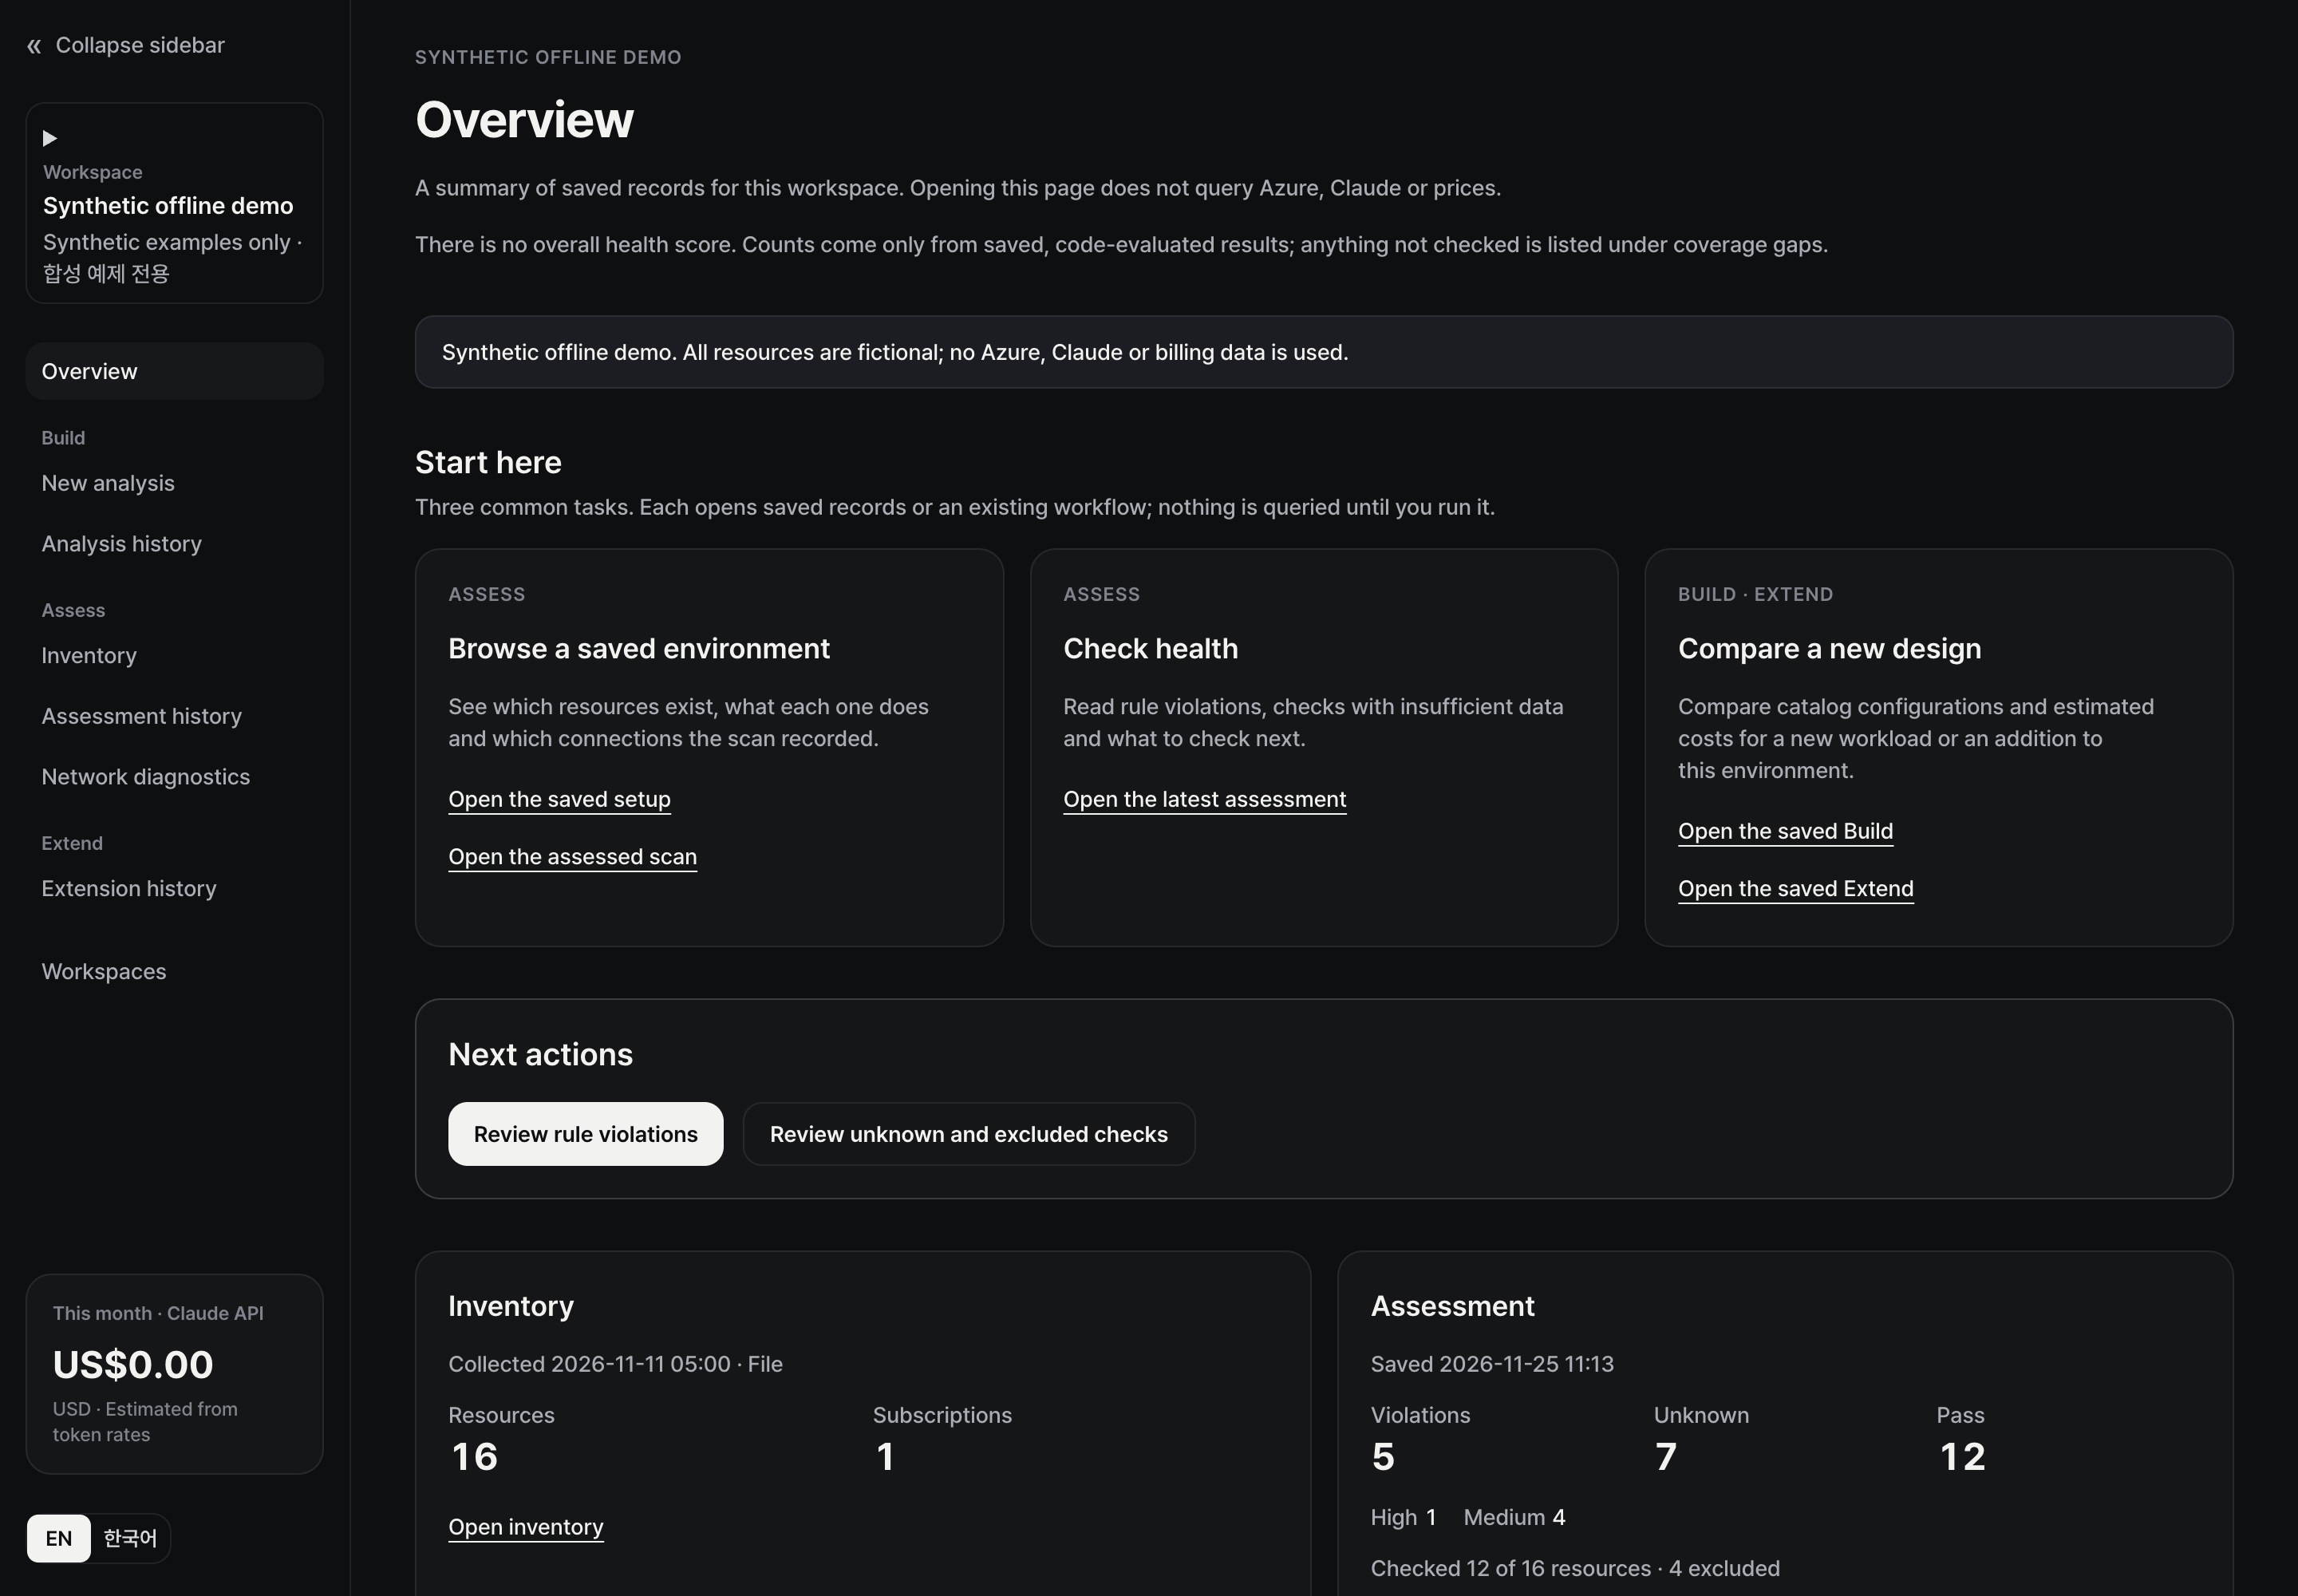 « Collapse sidebar
Workspace
Synthetic offline demo
Synthetic examples only ·
합성 예제 전용
Overview
Build
New analysis
Analysis history
Assess
Inventory
Assessment history
Network diagnostics
Extend
Extension history
Workspaces
This month · Claude API
US$0.00
USD · Estimated from
token rates
EN 한국어
SYNTHETIC OFFLINE DEMO
Overview
A summary of saved records for this workspace. Opening this page does not query Azure, Claude or prices.
There is no overall health score. Counts come only from saved, code-evaluated results; anything not checked is listed under coverage gaps.
Synthetic offline demo. All resources are fictional; no Azure, Claude or billing data is used.
Start here
Three common tasks. Each opens saved records or an existing workflow; nothing is queried until you run it.
ASSESS
Browse a saved environment
See which resources exist, what each one does
and which connections the scan recorded.
Open the saved setup
Open the assessed scan
ASSESS
Check health
Read rule violations, checks with insufficient data
and what to check next.
Open the latest assessment
BUILD · EXTEND
Compare a new design
Compare catalog configurations and estimated
costs for a new workload or an addition to
this environment.
Open the saved Build
Open the saved Extend
Next actions
Review rule violations
Review unknown and excluded checks
Inventory
Collected 2026-11-11 05:00 · File
Resources Subscriptions
16 1
Open inventory
Assessment
Saved 2026-11-25 11:13
Violations Unknown Pass
5 7 12
High 1 Medium 4
Checked 12 of 16 resources · 4 excluded